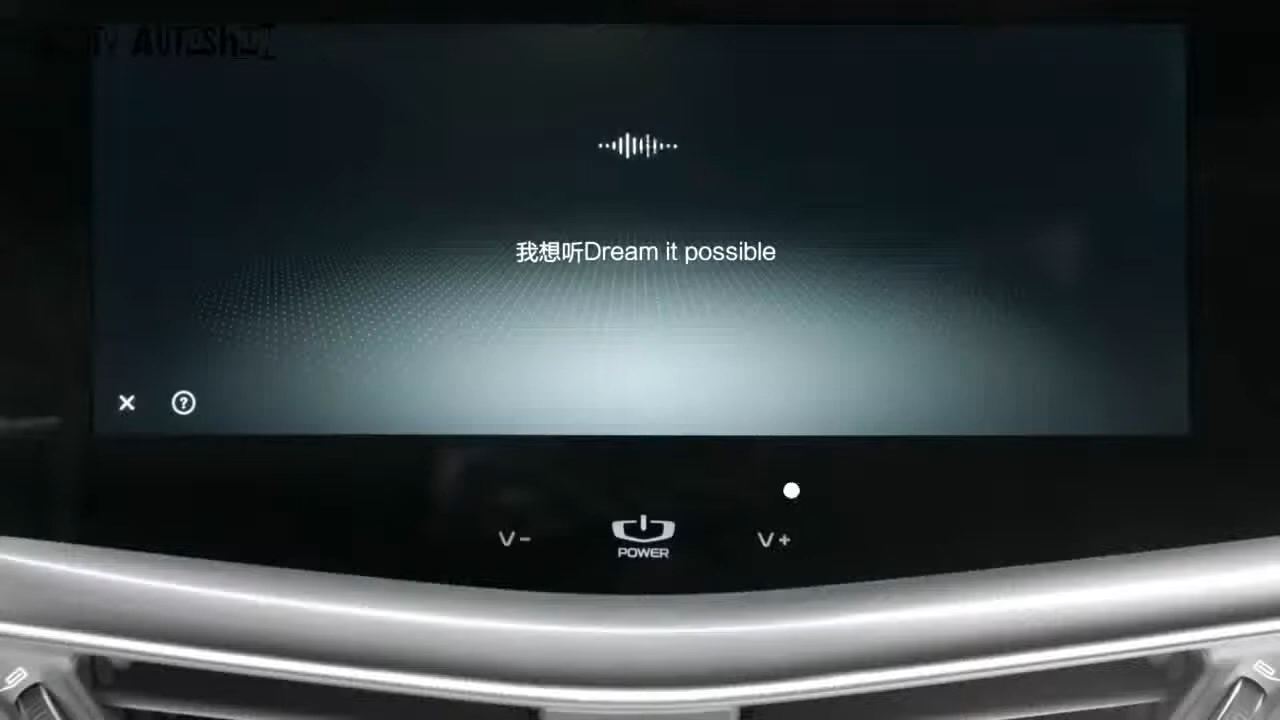 我想听Dream it possible
V-
V+
POWER